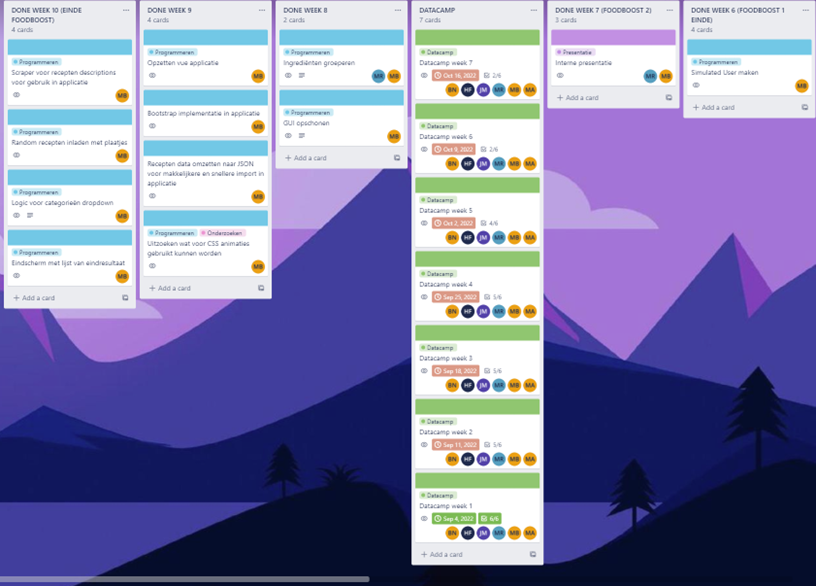 DONE WEEK 10 (EINDE
FOODBOOST)
4 cards
Programmeren
Scraper voor recepten descriptions
voor gebruik in applicatie
MB
Programmeren
Random recepten inladen met plaatjes
MB
Programmeren
Logic voor categorieën dropdown
MB
Programmeren
Eindscherm met lijst van eindresultaat
MB
+ Add a card
DONE WEEK 9
4 cards
Programmeren
Opzetten vue applicatie
MB
Bootstrap implementatie in applicatie
MB
Recepten data omzetten naar JSON
voor makkelijkere en snellere import in
applicatie
MB
Programmeren Onderzoeken
Uitzoeken wat voor CSS animaties
gebruikt kunnen worden
MB
+ Add a card
DONE WEEK 8
2 cards
Programmeren
Ingrediënten groeperen
MR MB
Programmeren
GUI opschonen
MB
+ Add a card
DATACAMP
7 cards
Datacamp
Datacamp week 7
Oct 16, 2022 2/6
BN HF JM MR MB MA
Datacamp
Datacamp week 6
Oct 9, 2022 2/6
BN HF JM MR MB MA
Datacamp
Datacamp week 5
Oct 2, 2022 4/6
BN HF JM MR MB MA
Datacamp
Datacamp week 4
Sep 25, 2022 5/6
BN HF JM MR MB MA
Datacamp
Datacamp week 3
Sep 18, 2022 5/6
BN HF JM MR MB MA
Datacamp
Datacamp week 2
Sep 11, 2022 5/6
BN HF JM MR MB MA
Datacamp
Datacamp week 1
Sep 4, 2022 6/6
BN HF JM MR MB MA
+ Add a card
DONE WEEK 7 (FOODBOOST 2)
3 cards
Presentatie
Interne presentatie
MR MB
+ Add a card
DONE WEEK 6 (FOODBOOST 1
EINDE)
4 cards
Programmeren
Simulated User maken
MB
+ Add a card